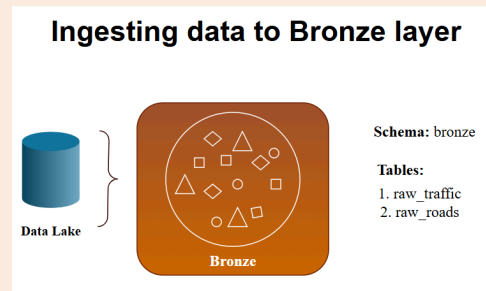 Ingesting data to Bronze layer
Schema: bronze
Tables:
1. raw_traffic
2. raw_roads
Data Lake
Bronze